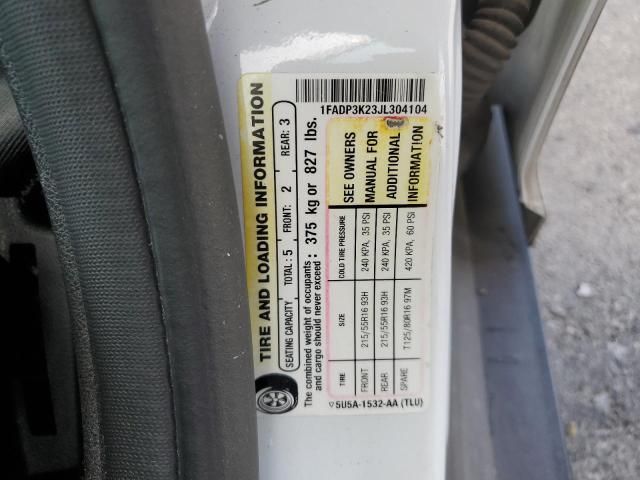 1FADP3K23JL304104
TIRE AND LOADING INFORMATION
SEATING CAPACITY TOTAL: 5 FRONT: 2 REAR: 3
The combined weight of occupants and cargo should never exceed : 375 kg or 827 lbs.
TIRE SIZE COLD TIRE PRESSURE
FRONT 215/55R16 93H 240 KPA, 35 PSI
REAR 215/55R16 93H 240 KPA, 35 PSI
SPARE T125/80R16 97M 420 KPA, 60 PSI
SEE OWNERS
MANUAL FOR
ADDITIONAL
INFORMATION
5U5A-1532-AA (TLU)